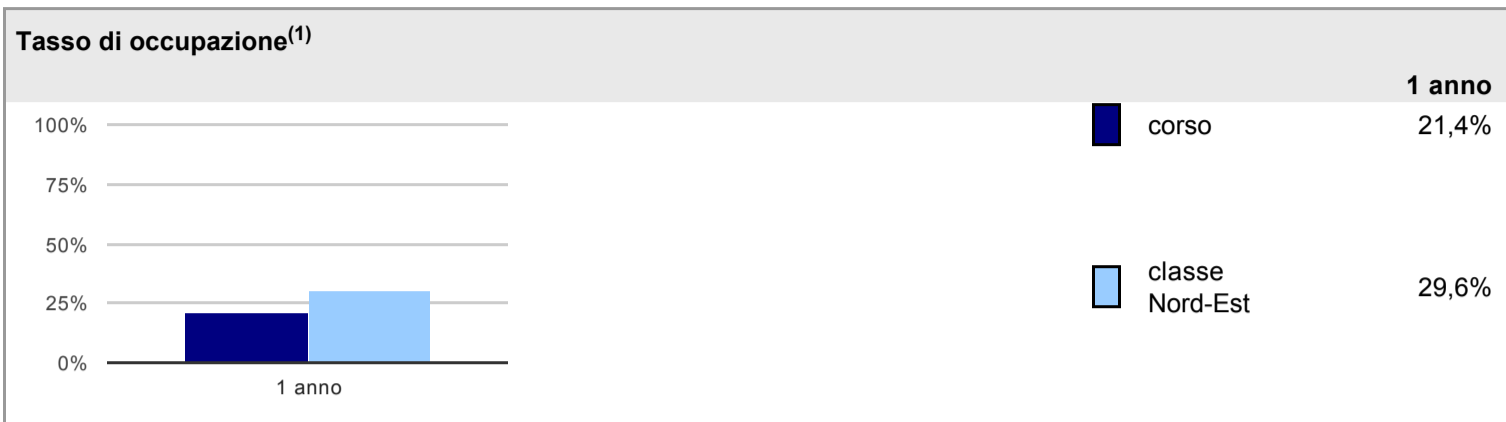 Tasso di occupazione(1)
1 anno
100%
75%
50%
25%
0%
1 anno
corso 21,4%
classe
Nord-Est 29,6%